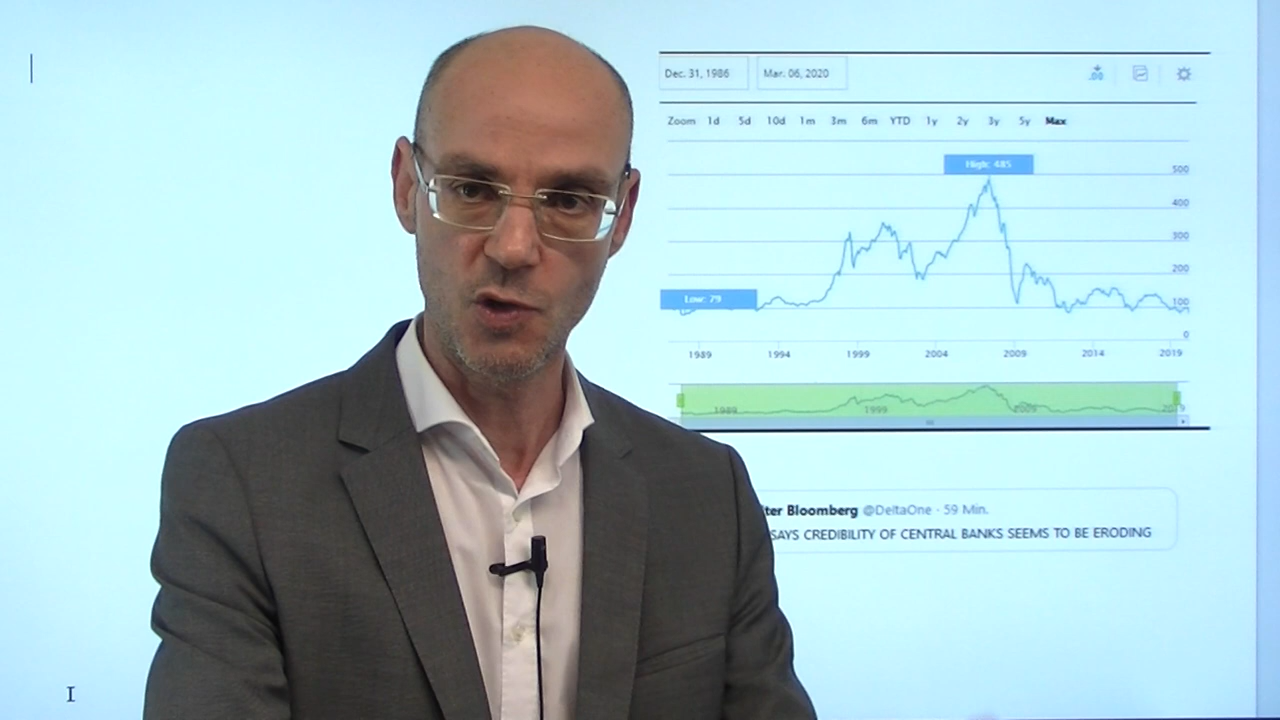 Dec. 31, 1986 Mar. 06, 2020
Zoom 1d 5d 10d 1m 3m 6m YTD 1y 2y 3y 5y Max
High: 485
500
400
300
200
Low: 79
100
0
1989 1994 1999 2004 2009 2014 2019
1989 1999 2009
ter Bloomberg @DeltaOne · 59 Min.
SAYS CREDIBILITY OF CENTRAL BANKS SEEMS TO BE ERODING